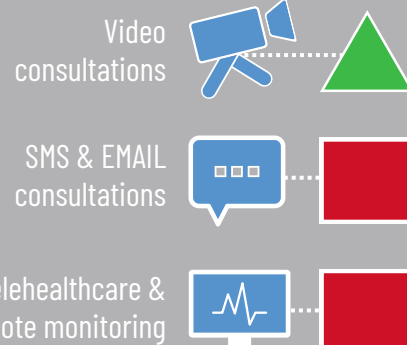 Video
consultations
SMS & EMAIL
consultations
elehealthcare &
ote monitoring